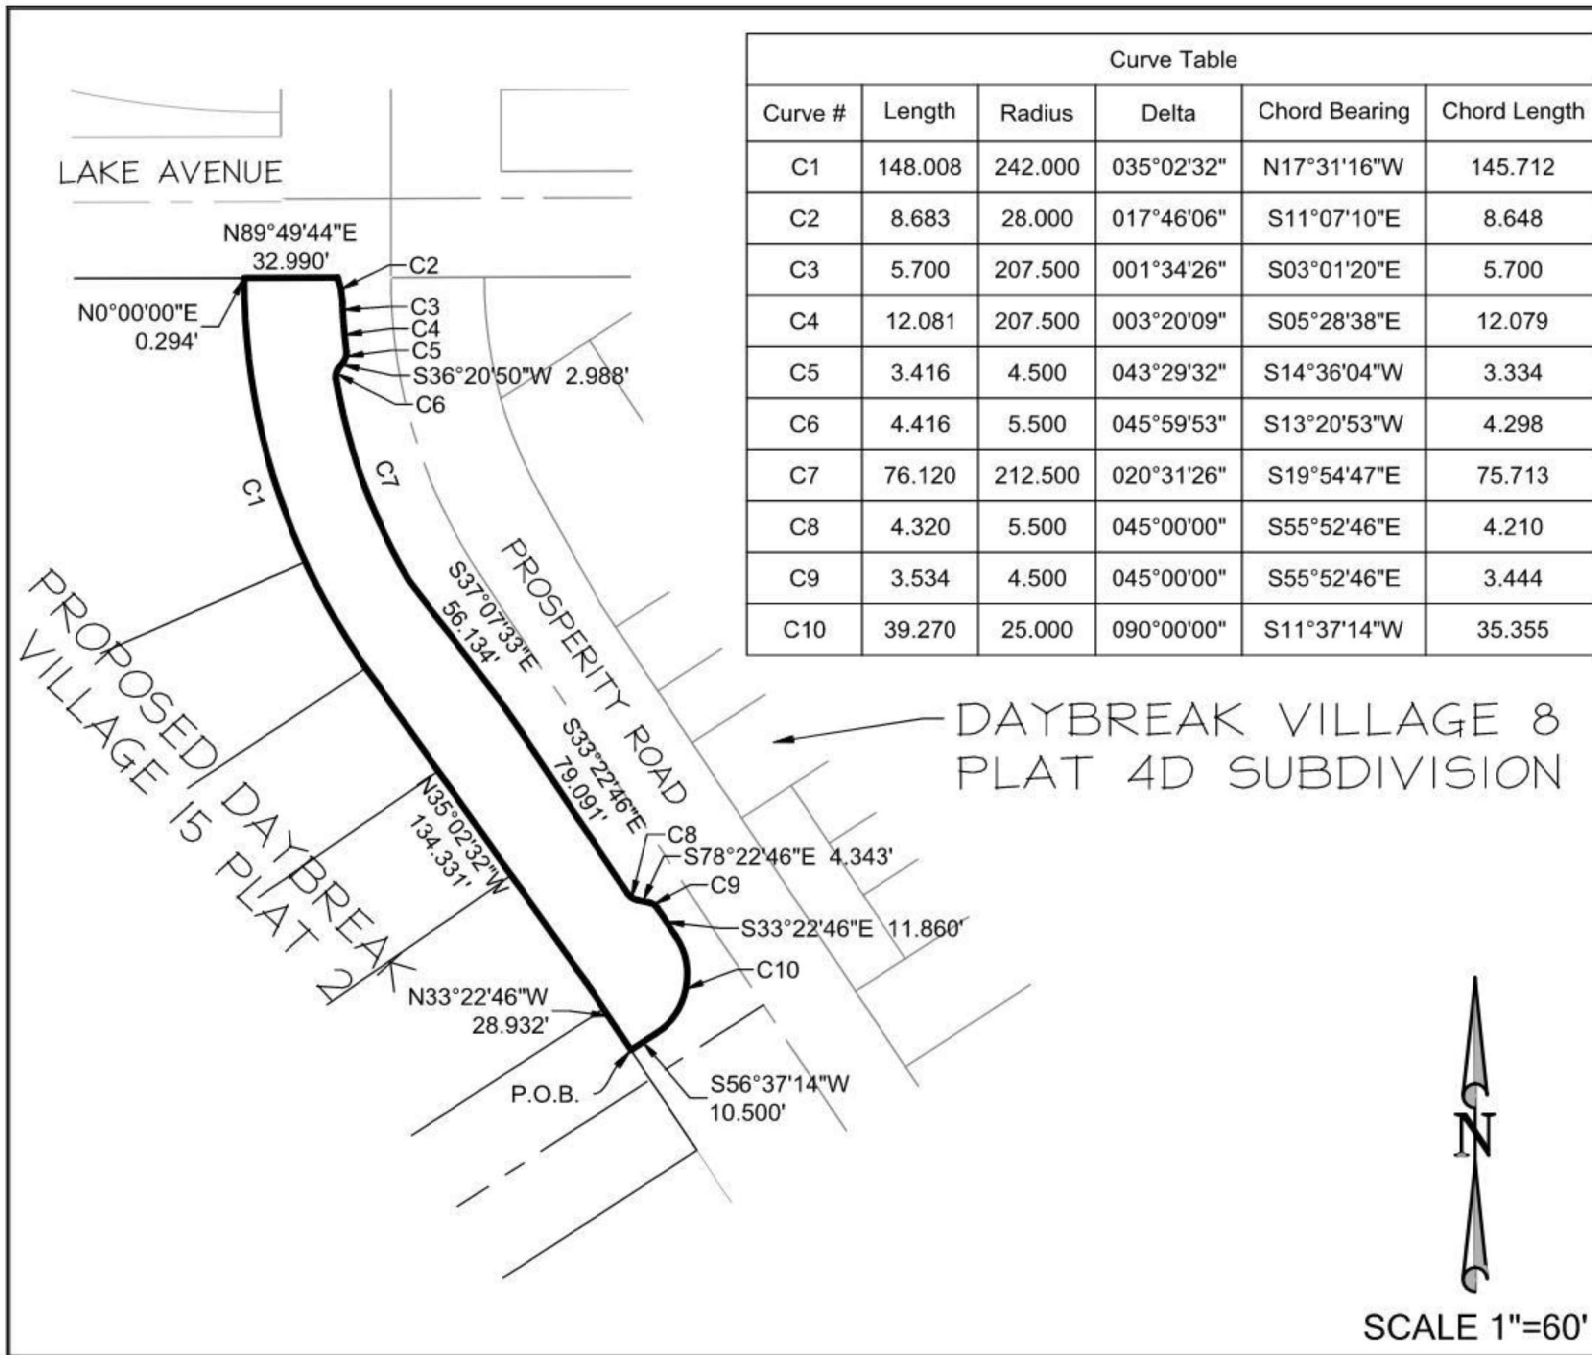 Curve Table
Curve # Length Radius Delta Chord Bearing Chord Length
C1 148.008 242.000 035°02'32" N17°31'16"W 145.712
C2 8.683 28.000 017°46'06" S11°07'10"E 8.648
C3 5.700 207.500 001°34'26" S03°01'20"E 5.700
C4 12.081 207.500 003°20'09" S05°28'38"E 12.079
C5 3.416 4.500 043°29'32" S14°36'04"W 3.334
C6 4.416 5.500 045°59'53" S13°20'53"W 4.298
C7 76.120 212.500 020°31'26" S19°54'47"E 75.713
C8 4.320 5.500 045°00'00" S55°52'46"E 4.210
C9 3.534 4.500 045°00'00" S55°52'46"E 3.444
C10 39.270 25.000 090°00'00" S11°37'14"W 35.355
LAKE AVENUE
N89°49'44"E
32.990'
C2
N0°00'00"E
0.294'
C3
C4
C5
S36°20'50"W 2.988'
C6
C1
C7
PROSPERITY ROAD
S37°07'33"E
56.134'
PROPOSED DAYBREAK
VILLAGE 15 PLAT 2
S33°22'46"E
79.091'
DAYBREAK VILLAGE 8
PLAT 4D SUBDIVISION
N35°02'32"W
134.331'
C8
S78°22'46"E 4.343'
C9
S33°22'46"E 11.860'
C10
N33°22'46"W
28.932'
P.O.B.
S56°37'14"W
10.500'
N
SCALE 1"=60'